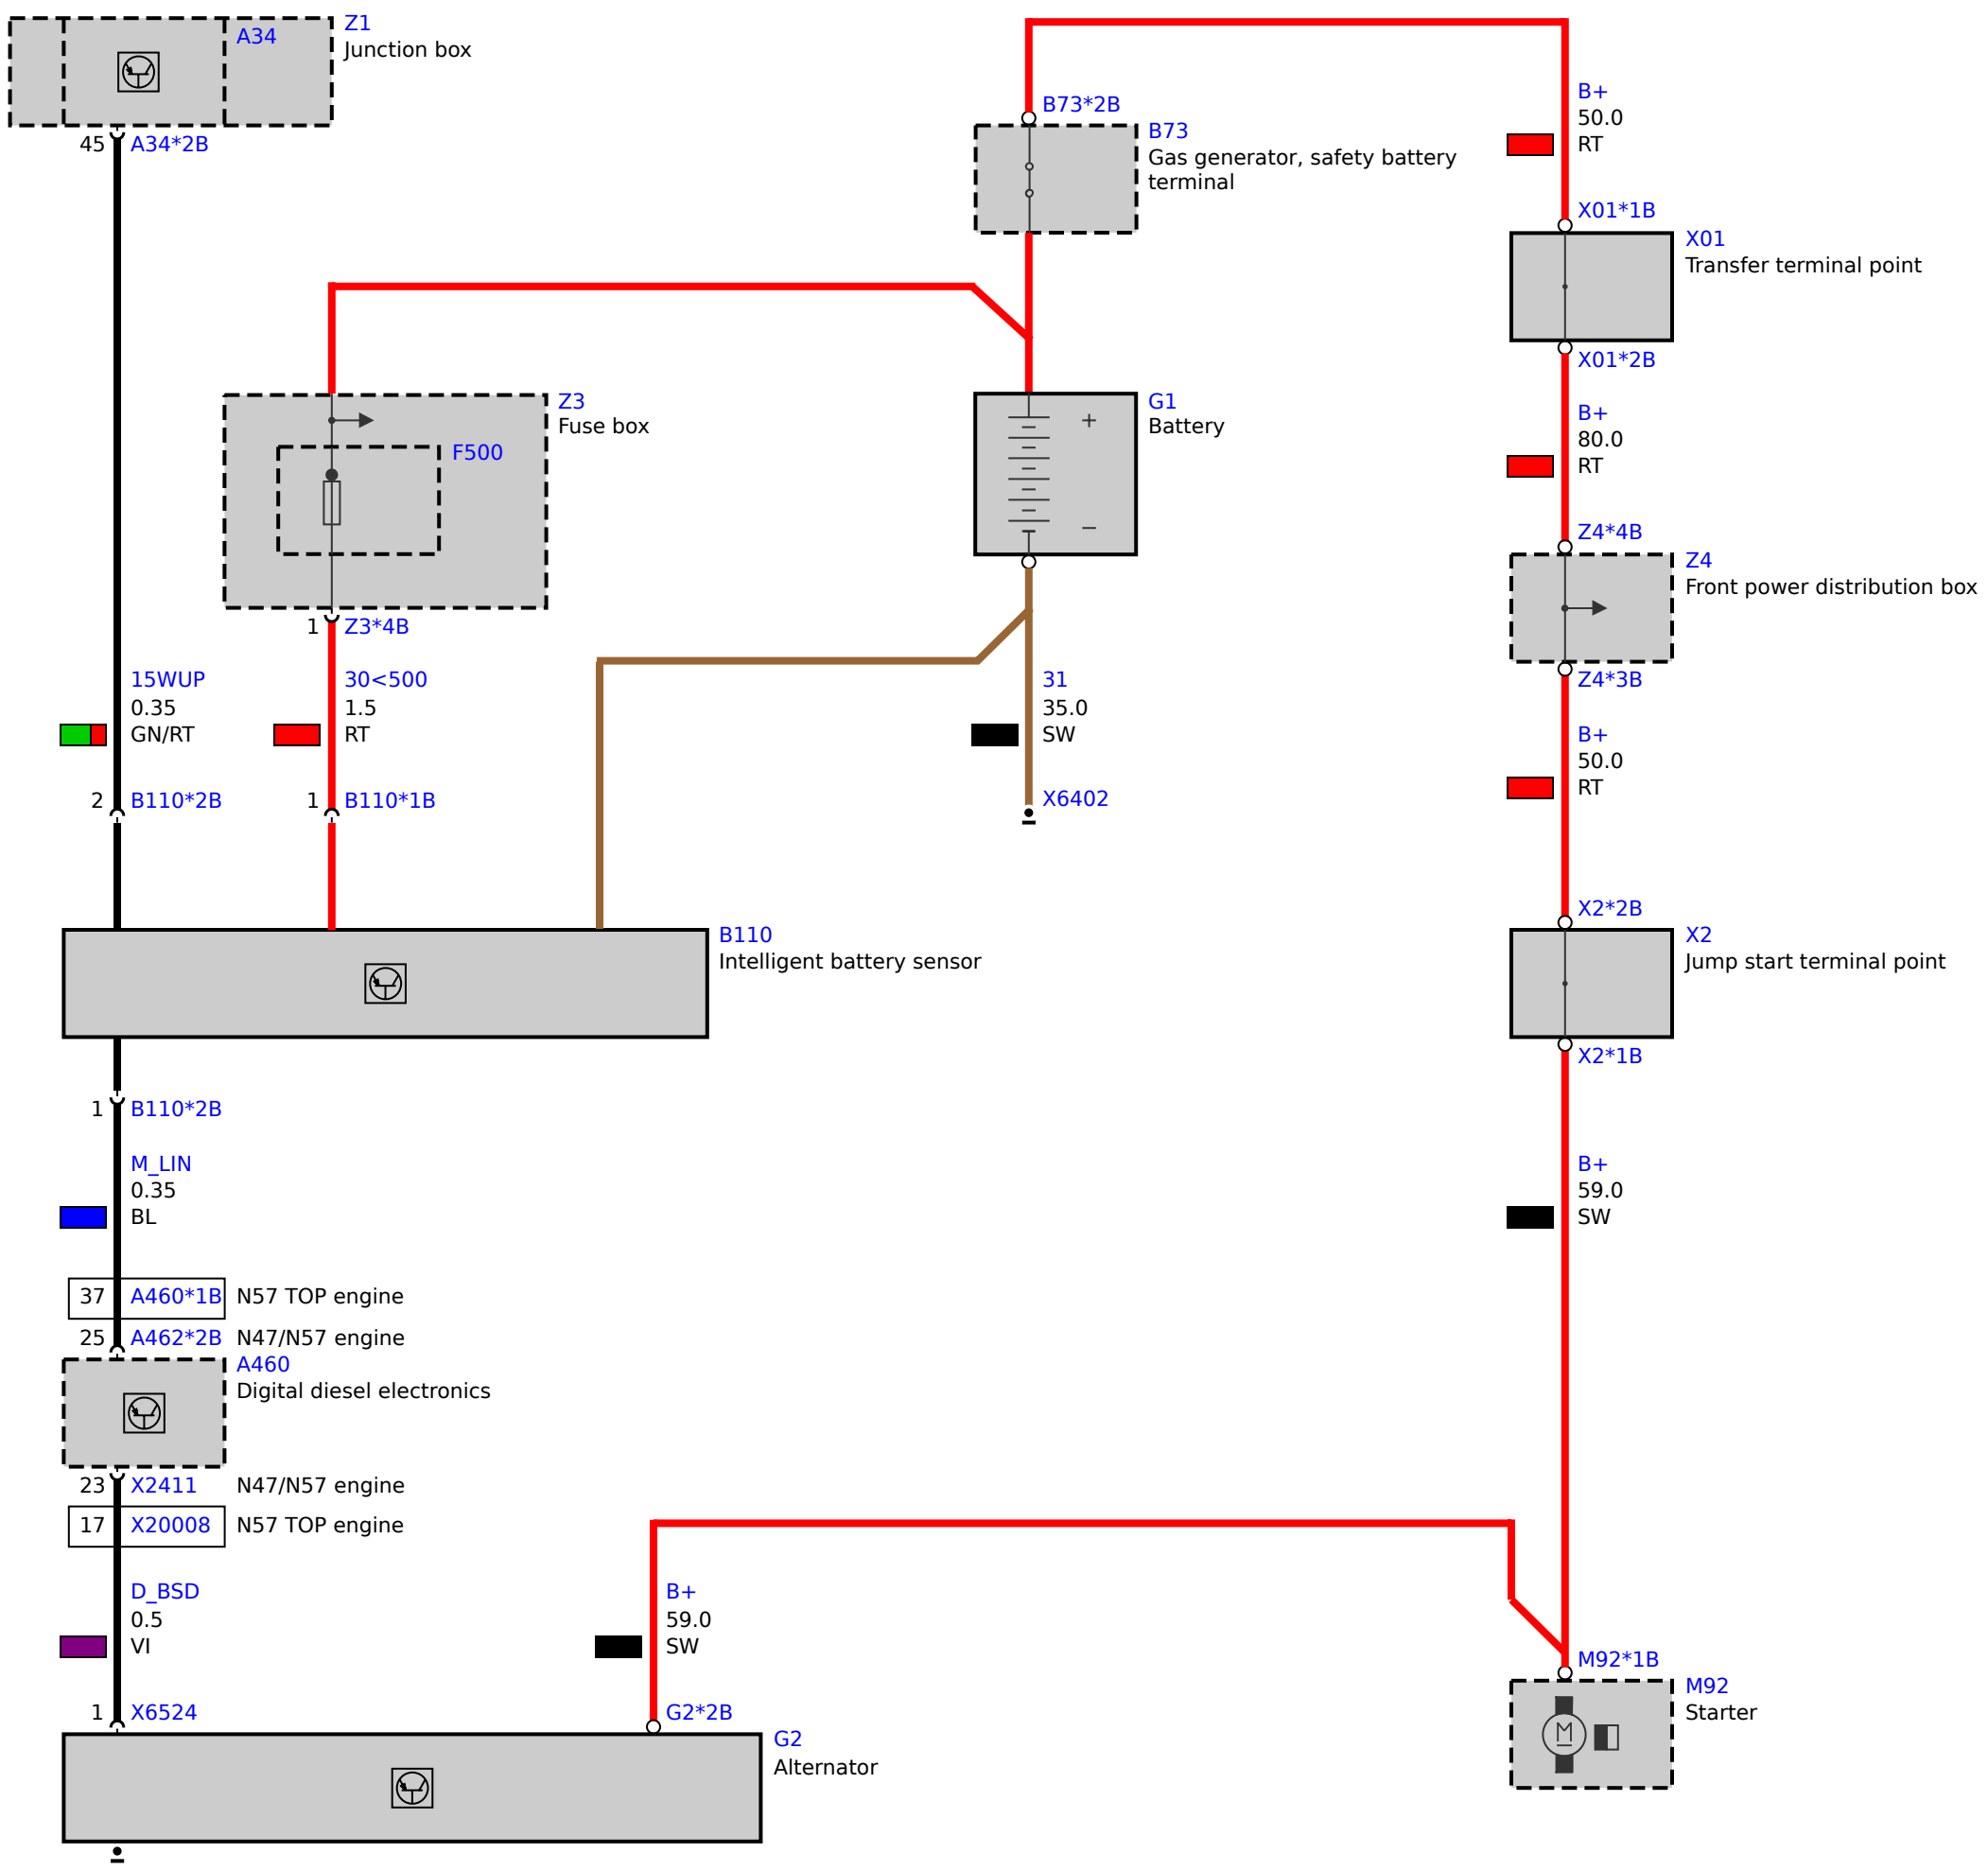 A34
Z1
Junction box
45
A34*2B
B73*2B
B73
Gas generator, safety battery
terminal
B+
50.0
RT
X01*1B
X01
Transfer terminal point
X01*2B
B+
80.0
RT
Z4*4B
Z4
Front power distribution box
Z4*3B
B+
50.0
RT
X2*2B
X2
Jump start terminal point
X2*1B
B+
59.0
SW
Z3
Fuse box
F500
1
Z3*4B
G1
Battery
+
−
15WUP
0.35
GN/RT
30<500
1.5
RT
31
35.0
SW
X6402
2
B110*2B
1
B110*1B
B110
Intelligent battery sensor
1
B110*2B
M_LIN
0.35
BL
37
A460*1B
N57 TOP engine
25
A462*2B
N47/N57 engine
A460
Digital diesel electronics
23
X2411
N47/N57 engine
17
X20008
N57 TOP engine
D_BSD
0.5
VI
B+
59.0
SW
1
X6524
G2*2B
G2
Alternator
M92*1B
M92
Starter
M